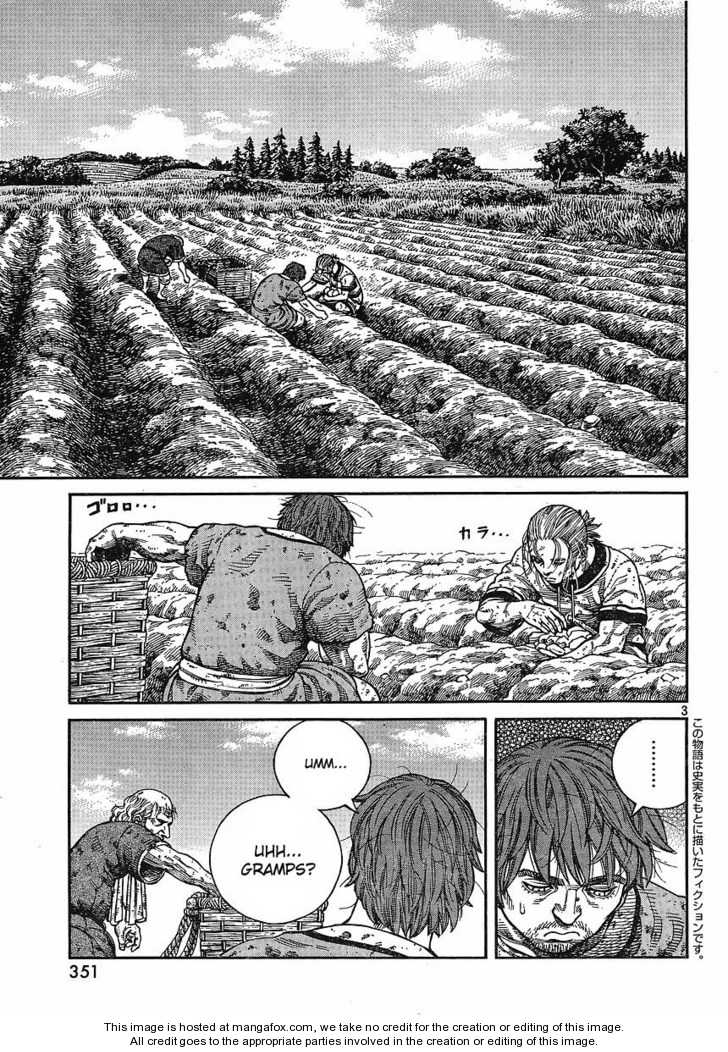 ゴロロ...
カラ...
3
この物語は史実をもとに描いたフィクションです。
.........
UMM...
UHH...
GRAMPS?
351
This image is hosted at mangafox.com, we take no credit for the creation or editing of this image.
All credit goes to the appropriate parties involved in the creation or editing of this image.